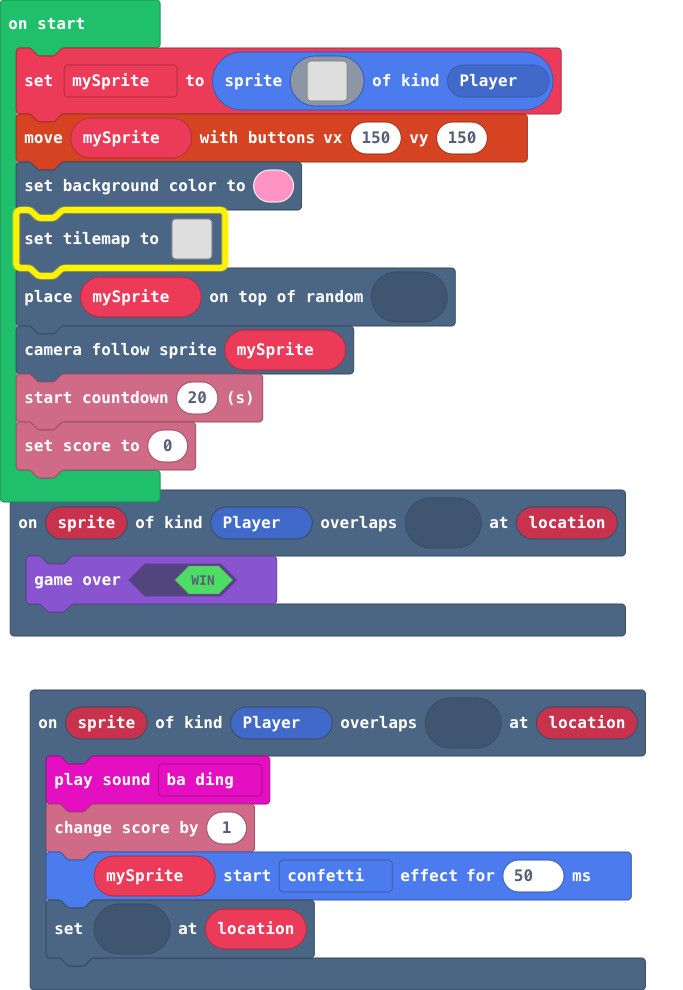 on start
set mySprite to sprite of kind Player
move mySprite with buttons vx 150 vy 150
set background color to
set tilemap to
place mySprite on top of random
camera follow sprite mySprite
start countdown 20 (s)
set score to 0
on sprite of kind Player overlaps at location
game over WIN
on sprite of kind Player overlaps at location
play sound ba ding
change score by 1
mySprite start confetti effect for 50 ms
set at location